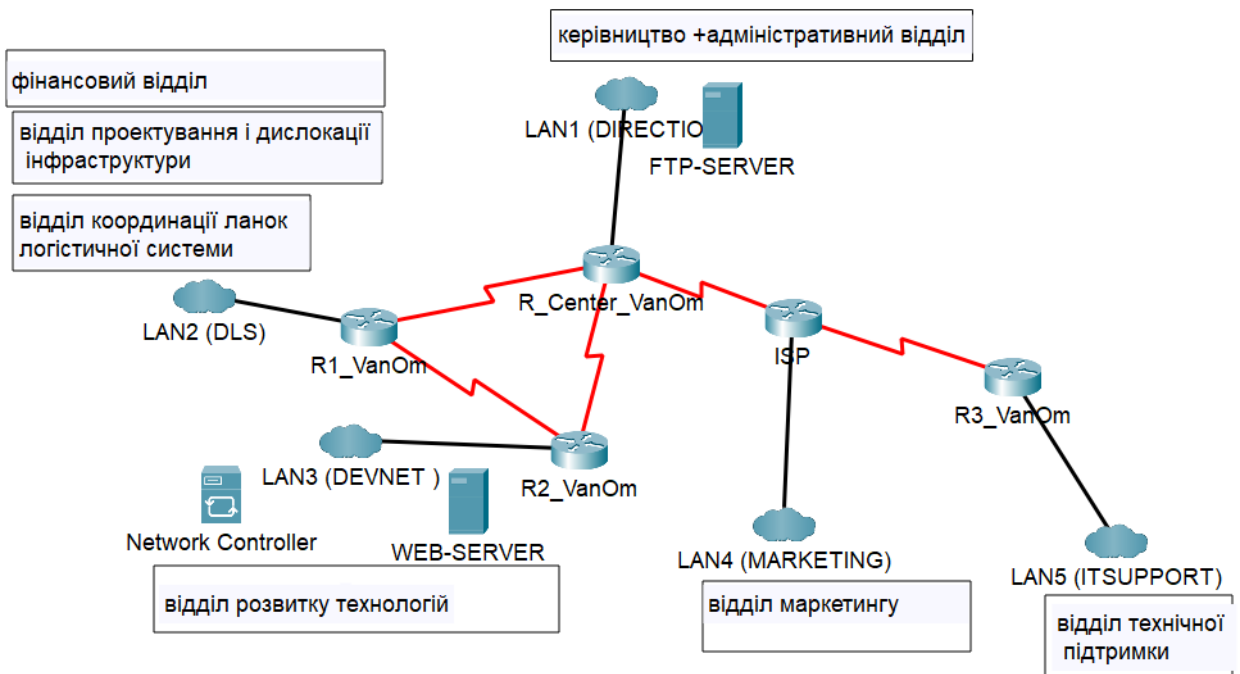 керівництво +адміністративний відділ
фінансовий відділ
відділ проектування і дислокації
інфраструктури
відділ координації ланок
логістичної системи
LAN1 (DIRECTIO
FTP-SERVER
R_Center_VanOm
LAN2 (DLS)
R1_VanOm
ISP
R3_VanOm
LAN3 (DEVNET )
R2_VanOm
Network Controller
WEB-SERVER
LAN4 (MARKETING)
LAN5 (ITSUPPORT)
відділ розвитку технологій
відділ маркетингу
відділ технічної
підтримки